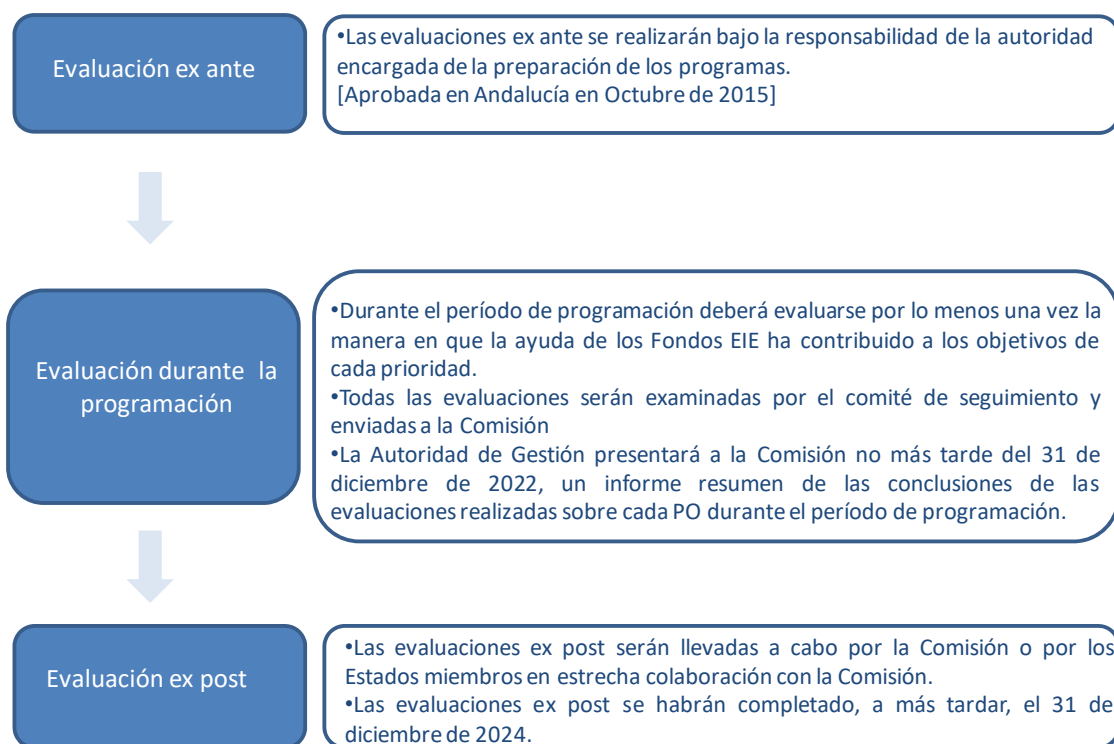 Evaluación ex ante
•Las evaluaciones ex ante se realizarán bajo la responsabilidad de la autoridad
encargada de la preparación de los programas.
[Aprobada en Andalucía en Octubre de 2015]
Evaluación durante la
programación
•Durante el período de programación deberá evaluarse por lo menos una vez la
manera en que la ayuda de los Fondos EIE ha contribuido a los objetivos de
cada prioridad.
•Todas las evaluaciones serán examinadas por el comité de seguimiento y
enviadas a la Comisión
•La Autoridad de Gestión presentará a la Comisión no más tarde del 31 de
diciembre de 2022, un informe resumen de las conclusiones de las
evaluaciones realizadas sobre cada PO durante el período de programación.
Evaluación ex post
•Las evaluaciones ex post serán llevadas a cabo por la Comisión o por los
Estados miembros en estrecha colaboración con la Comisión.
•Las evaluaciones ex post se habrán completado, a más tardar, el 31 de
diciembre de 2024.